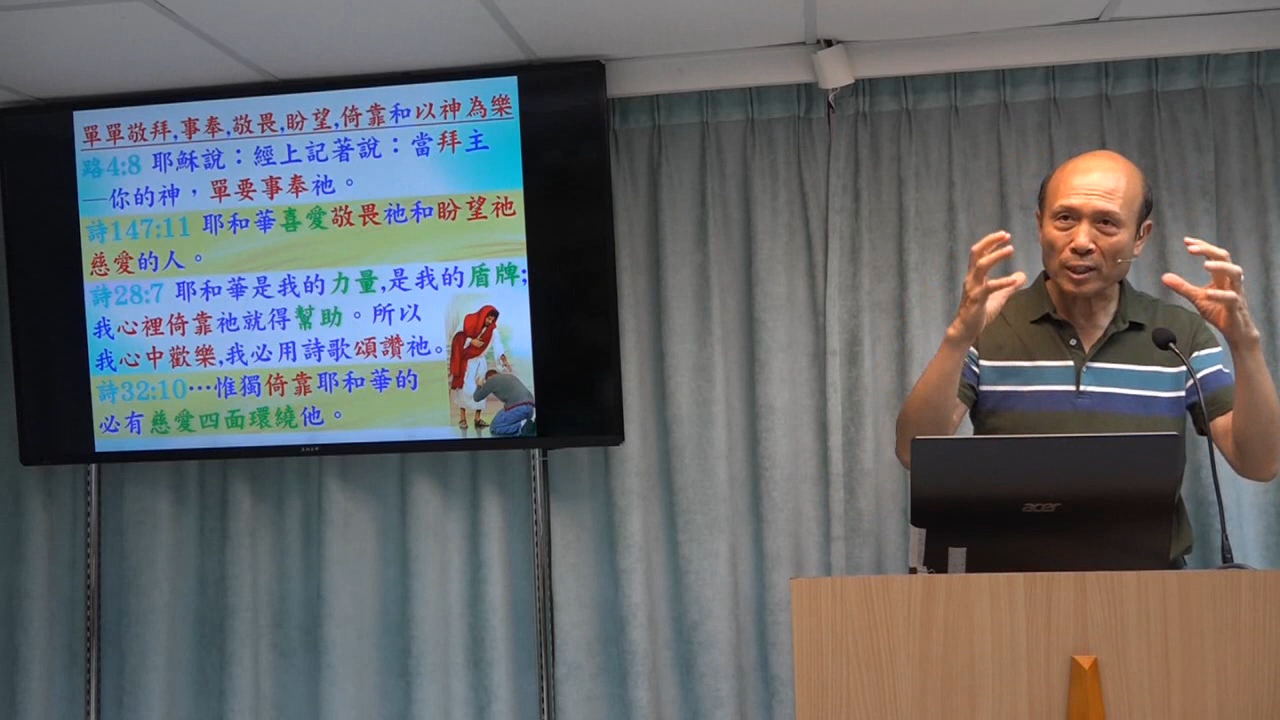 單單敬拜,事奉,敬畏,盼望,倚靠和以神為樂
路4:8 耶穌說：經上記著說：當拜主
—你的神，單要事奉祂。
詩147:11 耶和華喜愛敬畏祂和盼望祂
慈愛的人。
詩28:7 耶和華是我的力量,是我的盾牌;
我心裡倚靠祂就得幫助。所以
我心中歡樂,我必用詩歌頌讚祂。
詩32:10…惟獨倚靠耶和華的
必有慈愛四面環繞他。
acer